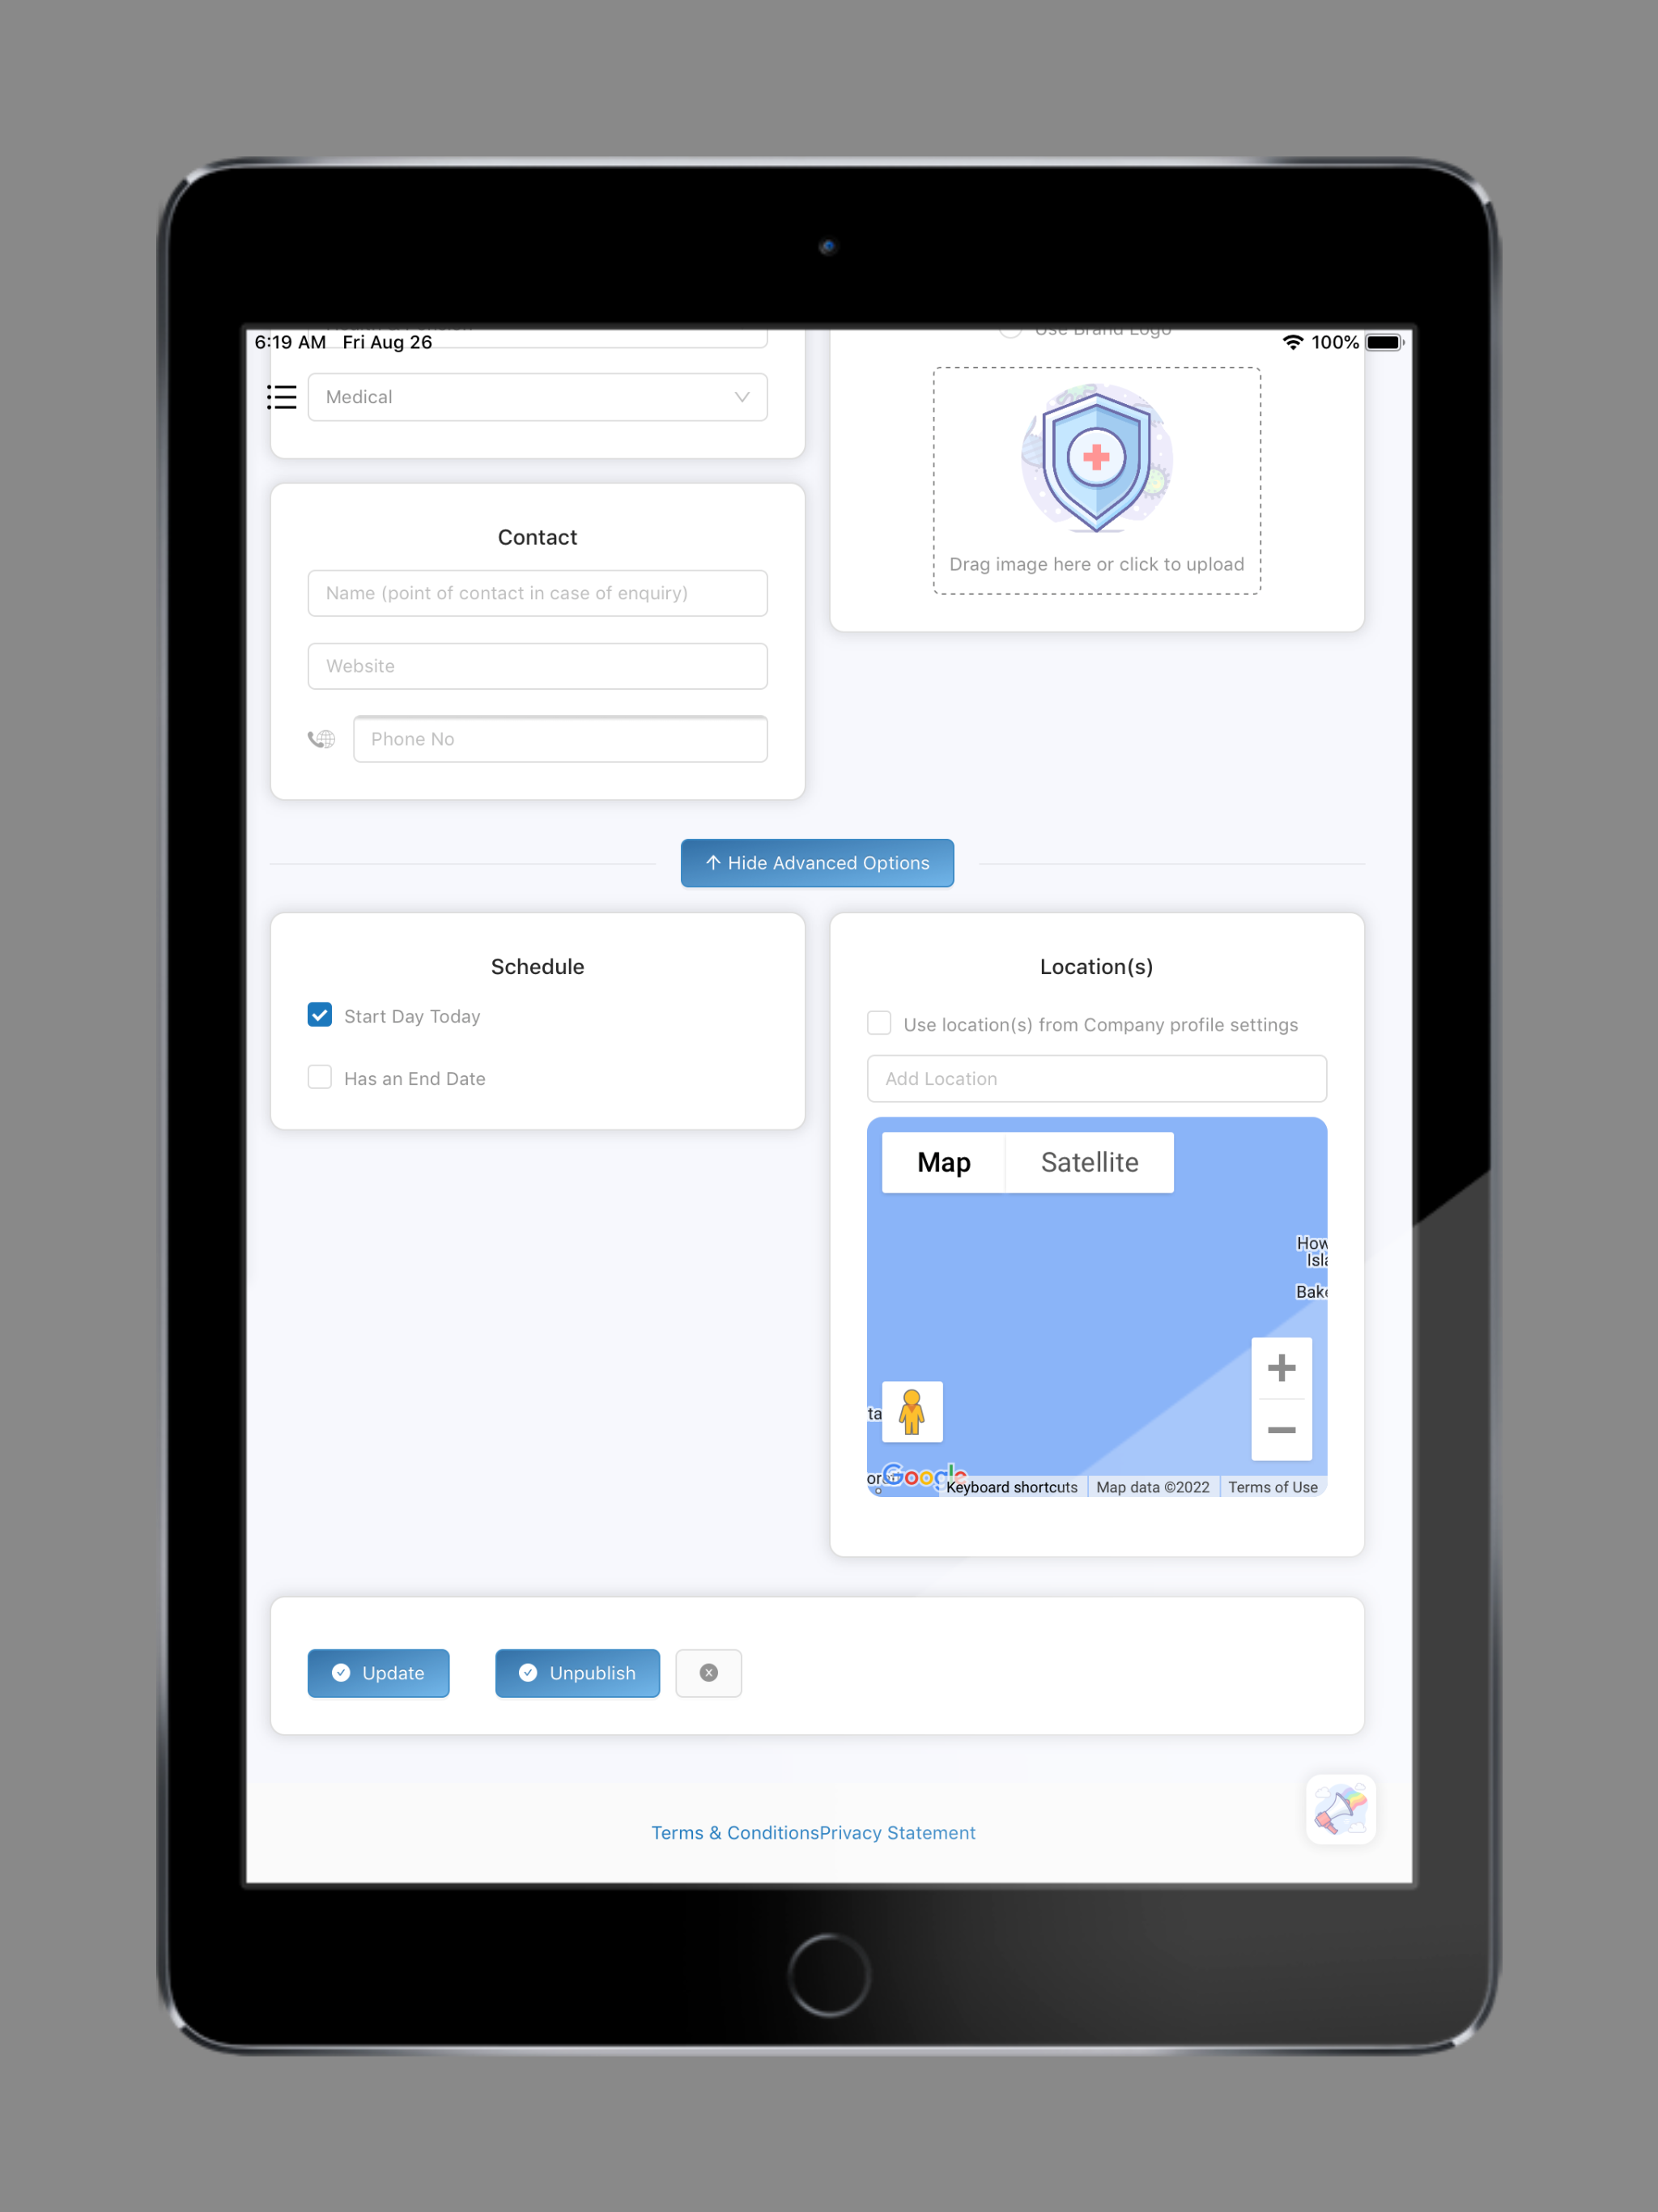 6:19 AM Fri Aug 26
100%
Use Brand Logo
Medical
Drag image here or click to upload
Contact
Name (point of contact in case of enquiry)
Website
Phone No
Hide Advanced Options
Schedule
Start Day Today
Has an End Date
Location(s)
Use location(s) from Company profile settings
Add Location
Map
Satellite
How
Isla
Bake
ta
or
Google
Keyboard shortcuts
Map data ©2022
Terms of Use
Update
Unpublish
Terms & ConditionsPrivacy Statement